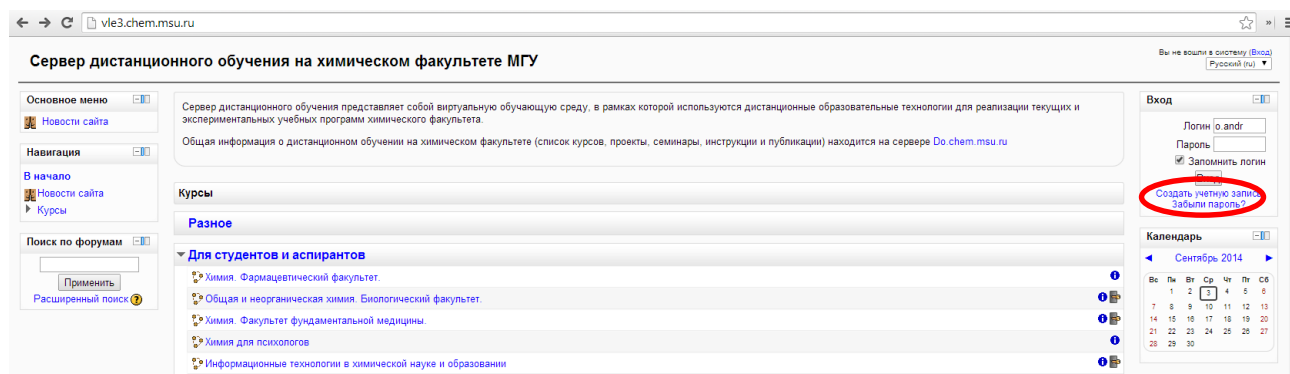 vle3.chem.msu.ru
»
Сервер дистанционного обучения на химическом факультете МГУ
Вы не вошли в систему (Вход)
Русский (ru)
Основное меню
Новости сайта
Навигация
В начало
Новости сайта
Курсы
Поиск по форумам
Применить
Расширенный поиск
Сервер дистанционного обучения представляет собой виртуальную обучающую среду, в рамках которой используются дистанционные образовательные технологии для реализации текущих и
экспериментальных учебных программ химического факультета.
Общая информация о дистанционном обучении на химическом факультете (список курсов, проекты, семинары, инструкции и публикации) находится на сервере Do.chem.msu.ru
Курсы
Разное
Для студентов и аспирантов
Химия. Фармацевтический факультет.
Общая и неорганическая химия. Биологический факультет.
Химия. Факультет фундаментальной медицины.
Химия для психологов
Информационные технологии в химической науке и образовании
Вход
Логин o.andr
Пароль
Запомнить логин
Вход
Создать учетную запись
Забыли пароль?
Календарь
◄ Сентябрь 2014 ►
Вс Пн Вт Ср Чт Пт Сб
1 2 3 4 5 6
7 8 9 10 11 12 13
14 15 16 17 18 19 20
21 22 23 24 25 26 27
28 29 30